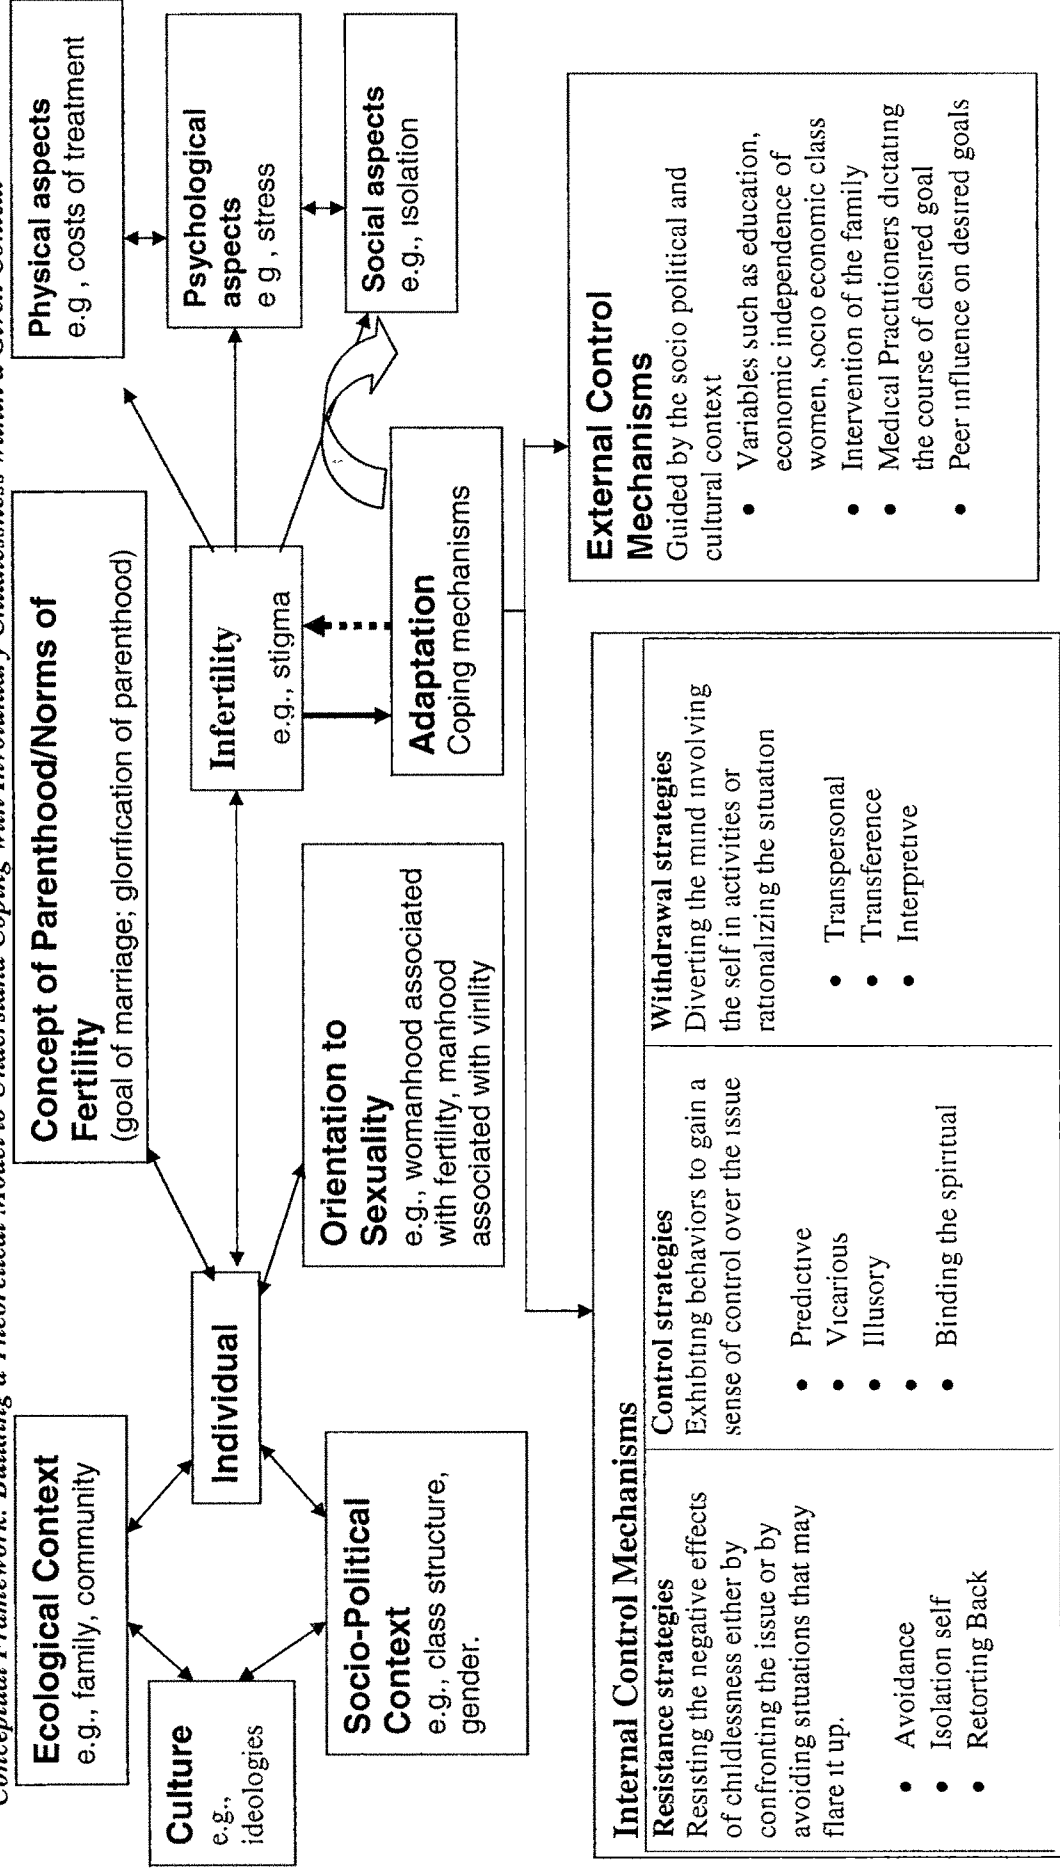 Conceptual Framework: Building a Theoretical Model to Understand Coping with Involuntary Childlessness within a Given Context
Ecological Context
e.g., family, community
Culture
e.g.,
ideologies
Socio-Political
Context
e.g., class structure,
gender.
Individual
Concept of Parenthood/Norms of
Fertility
(goal of marriage; glorification of parenthood)
Orientation to
Sexuality
e.g., womanhood associated
with fertility, manhood
associated with virility
Infertility
e.g., stigma
Adaptation
Coping mechanisms
Physical aspects
e.g , costs of treatment
Psychological
aspects
e g , stress
Social aspects
e.g., isolation
Internal Control Mechanisms
Resistance strategies
Resisting the negative effects
of childlessness either by
confronting the issue or by
avoiding situations that may
flare it up.
• Avoidance
• Isolation self
• Retorting Back
Control strategies
Exhibiting behaviors to gain a
sense of control over the issue
• Predictive
• Vicarious
• Illusory
•
• Binding the spiritual
Withdrawal strategies
Diverting the mind involving
the self in activities or
rationalizing the situation
• Transpersonal
• Transference
• Interpretive
External Control
Mechanisms
Guided by the socio political and
cultural context
• Variables such as education,
economic independence of
women, socio economic class
• Intervention of the family
• Medical Practitioners dictating
the course of desired goal
• Peer influence on desired goals